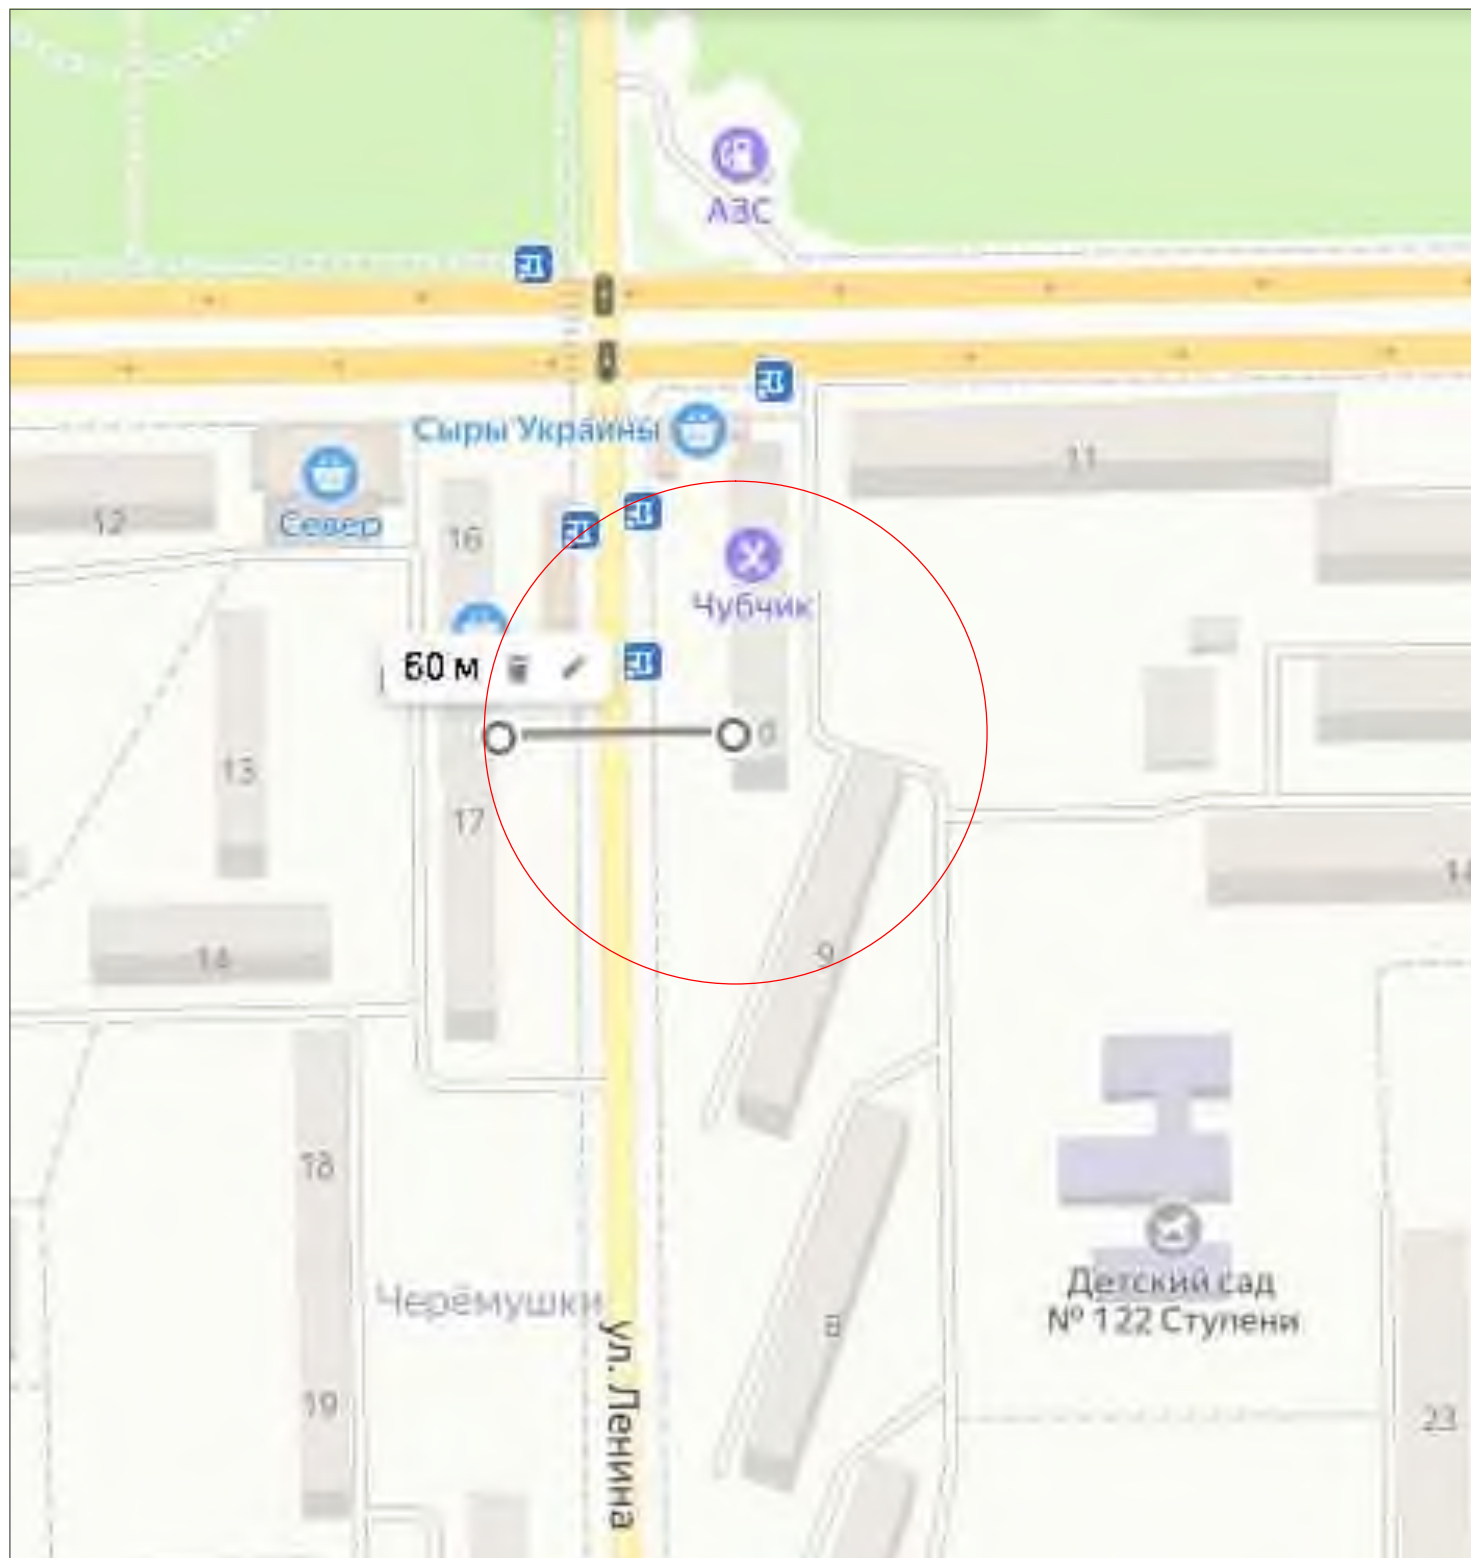 АЗС
Сыры Украины
11
12
Север
16
Чубчик
60 м
13
17
14
9
18
Черёмушки
8
Детский сад
№ 122 Ступени
ул. Ленина
19
23